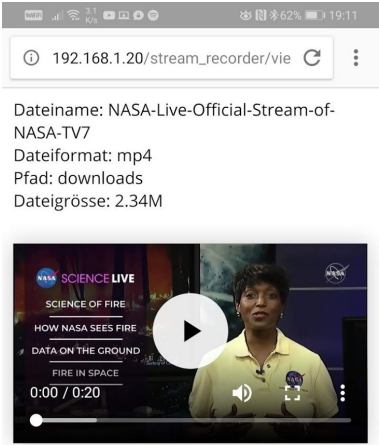 3.1
K/s
62%
19:11
192.168.1.20/stream_recorder/vie
Dateiname: NASA-Live-Official-Stream-of-
NASA-TV7
Dateiformat: mp4
Pfad: downloads
Dateigrösse: 2.34M
NASA SCIENCE LIVE
NASA
SCIENCE OF FIRE
HOW NASA SEES FIRE
DATA ON THE GROUND
FIRE IN SPACE
NASA
0:00 / 0:20